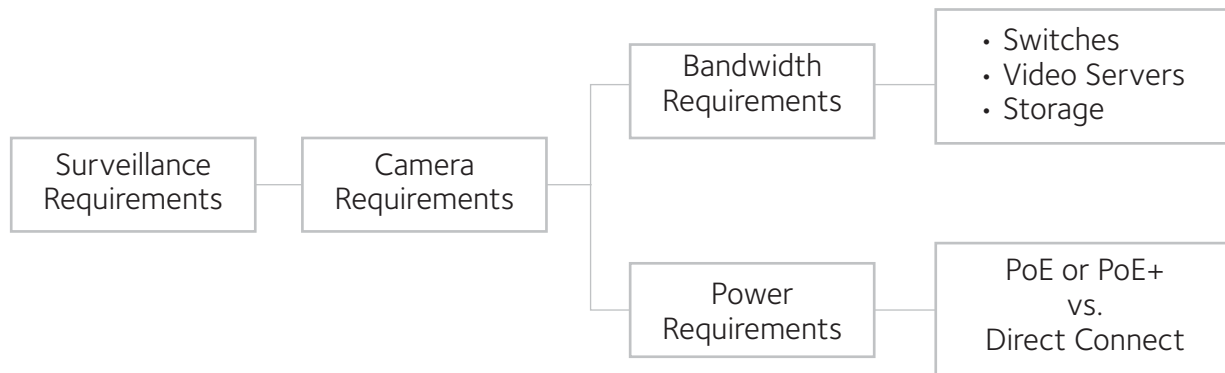 Surveillance
Requirements
Camera
Requirements
Bandwidth
Requirements
• Switches
• Video Servers
• Storage
Power
Requirements
PoE or PoE+
vs.
Direct Connect